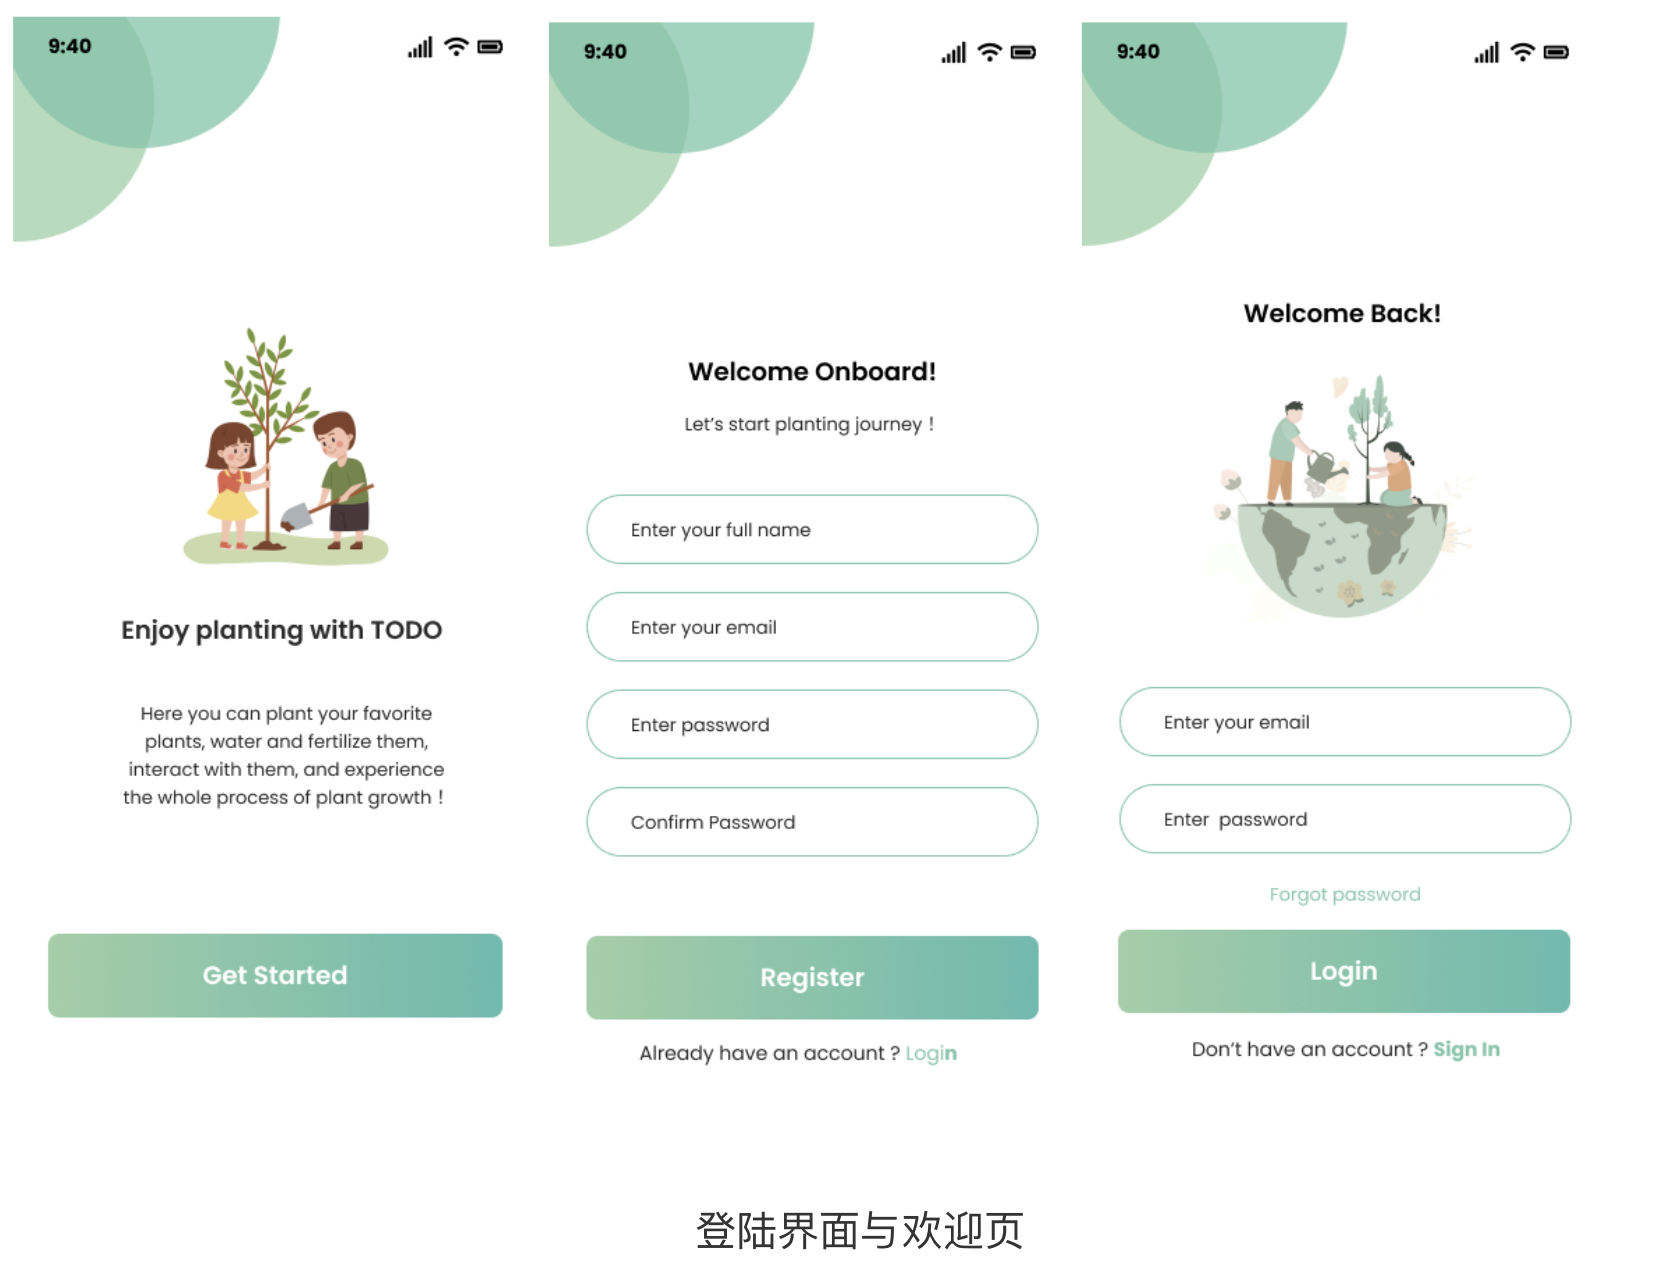 9:40
Enjoy planting with TODO
Here you can plant your favorite
plants, water and fertilize them,
interact with them, and experience
the whole process of plant growth !
Get Started
9:40
Welcome Onboard!
Let's start planting journey !
Enter your full name
Enter your email
Enter password
Confirm Password
Register
Already have an account ? Login
9:40
Welcome Back!
Enter your email
Enter  password
Forgot password
Login
Don't have an account ? Sign In
登陆界面与欢迎页